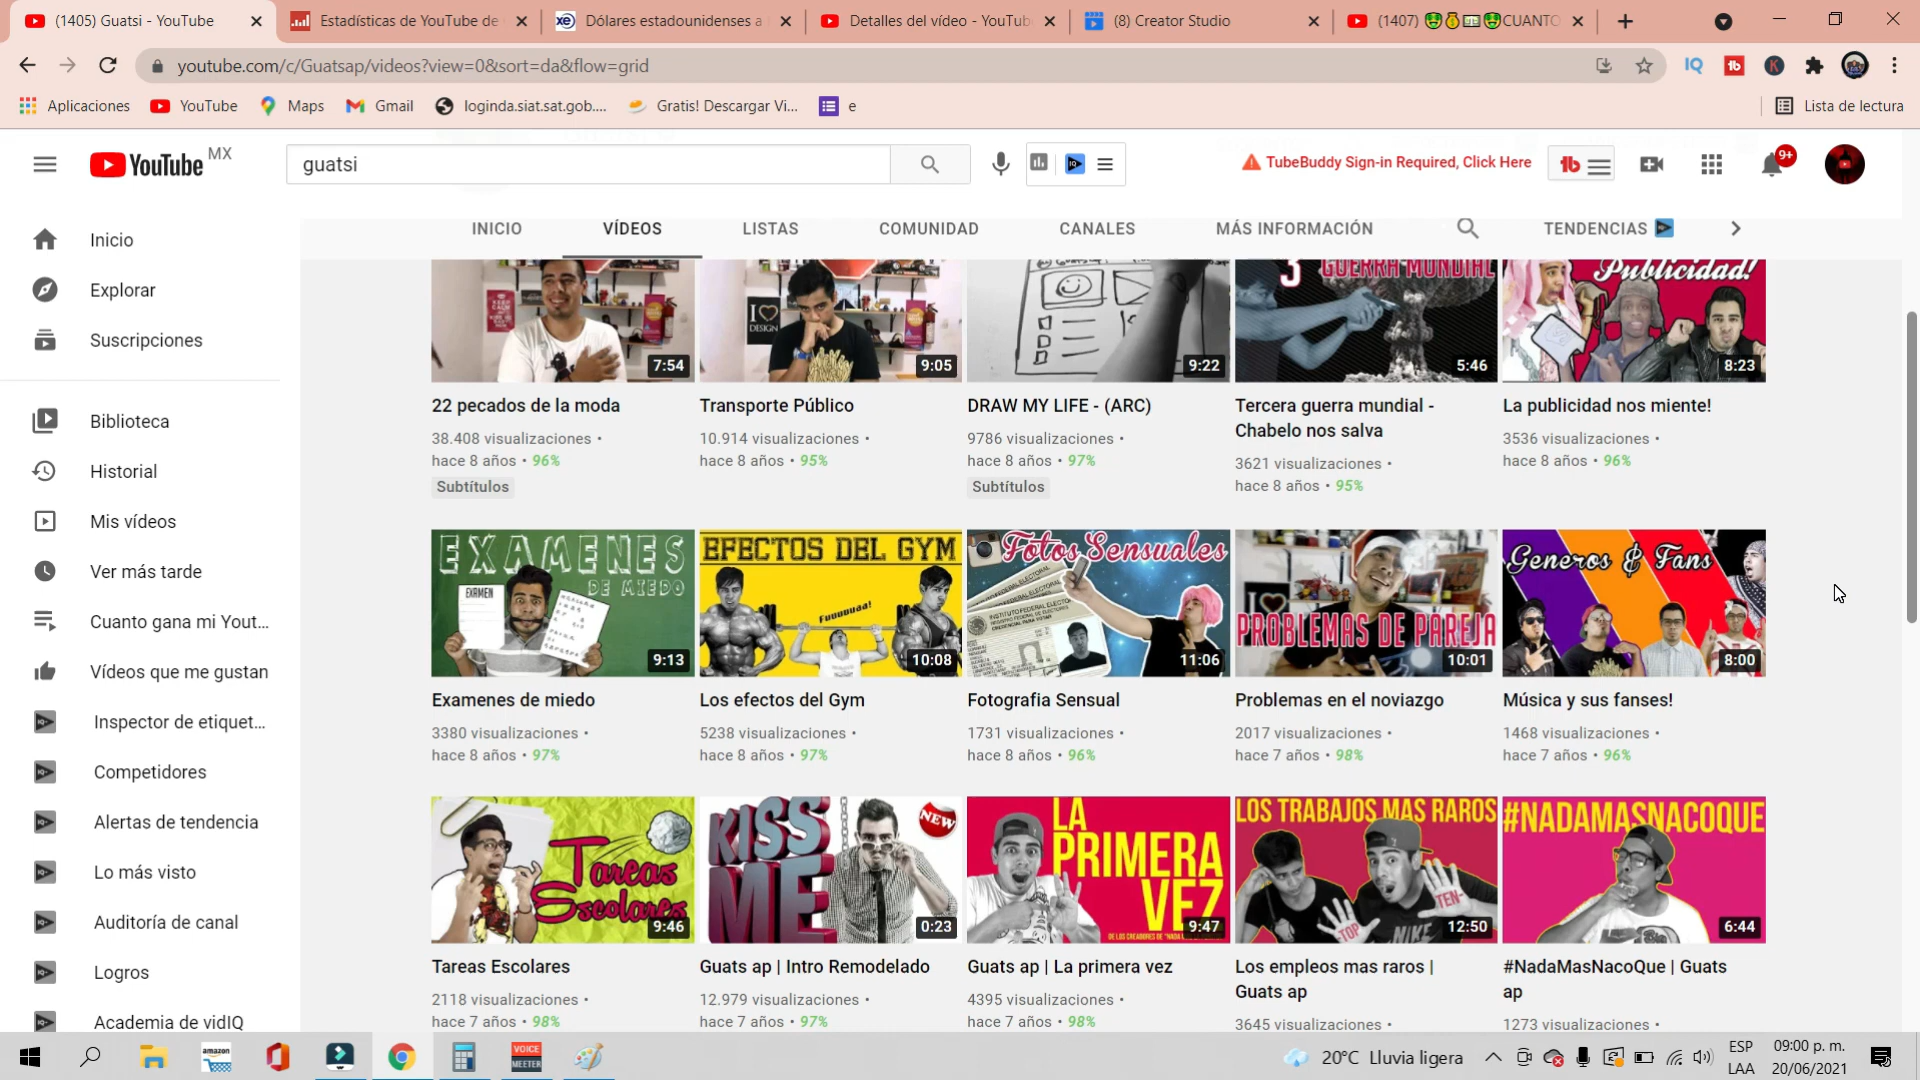 (1405) Guatsi - YouTube
Estadísticas de YouTube de
Dólares estadounidenses a
Detalles del vídeo - YouTub
(8) Creator Studio
(1407) CUANTO
youtube.com/c/Guatsap/videos?view=0&sort=da&flow=grid
Aplicaciones
YouTube
Maps
Gmail
loginda.siat.sat.gob....
Gratis! Descargar Vi...
e
Lista de lectura
YouTube MX
guatsi
TubeBuddy Sign-in Required, Click Here
9+
Inicio
Explorar
Suscripciones
Biblioteca
Historial
Mis vídeos
Ver más tarde
Cuanto gana mi Yout...
Vídeos que me gustan
Inspector de etiquet...
Competidores
Alertas de tendencia
Lo más visto
Auditoría de canal
Logros
Academia de vidIQ
INICIO
VÍDEOS
LISTAS
COMUNIDAD
CANALES
MÁS INFORMACIÓN
TENDENCIAS
7:54
I ♥ DESIGN
9:05
9:22
3 GUERRA MUNDIAL
5:46
Publicidad!
8:23
22 pecados de la moda
38.408 visualizaciones •
hace 8 años • 96%
Subtítulos
Transporte Público
10.914 visualizaciones •
hace 8 años • 95%
DRAW MY LIFE - (ARC)
9786 visualizaciones •
hace 8 años • 97%
Subtítulos
Tercera guerra mundial -
Chabelo nos salva
3621 visualizaciones •
hace 8 años • 95%
La publicidad nos miente!
3536 visualizaciones •
hace 8 años • 96%
EXAMENES
DE MIEDO
EXAMEN
9:13
EFECTOS DEL GYM
10:08
Fotos Sensuales
11:06
PROBLEMAS DE PAREJA
10:01
Generos & Fans
8:00
Examenes de miedo
3380 visualizaciones •
hace 8 años • 97%
Los efectos del Gym
5238 visualizaciones •
hace 8 años • 97%
Fotografia Sensual
1731 visualizaciones •
hace 8 años • 96%
Problemas en el noviazgo
2017 visualizaciones •
hace 7 años • 98%
Música y sus fanses!
1468 visualizaciones •
hace 7 años • 96%
Tareas
Escolares
9:46
KISS
ME
NEW
0:23
LA
PRIMERA
VEZ
9:47
LOS TRABAJOS MAS RAROS
12:50
#NADAMASNACOQUE
6:44
Tareas Escolares
2118 visualizaciones •
hace 7 años • 98%
Guats ap | Intro Remodelado
12.979 visualizaciones •
hace 7 años • 97%
Guats ap | La primera vez
4395 visualizaciones •
hace 7 años • 98%
Los empleos mas raros |
Guats ap
3645 visualizaciones •
#NadaMasNacoQue | Guats
ap
1273 visualizaciones •
amazon
VOICE
MEETER
20°C Lluvia ligera
ESP
LAA
09:00 p. m.
20/06/2021